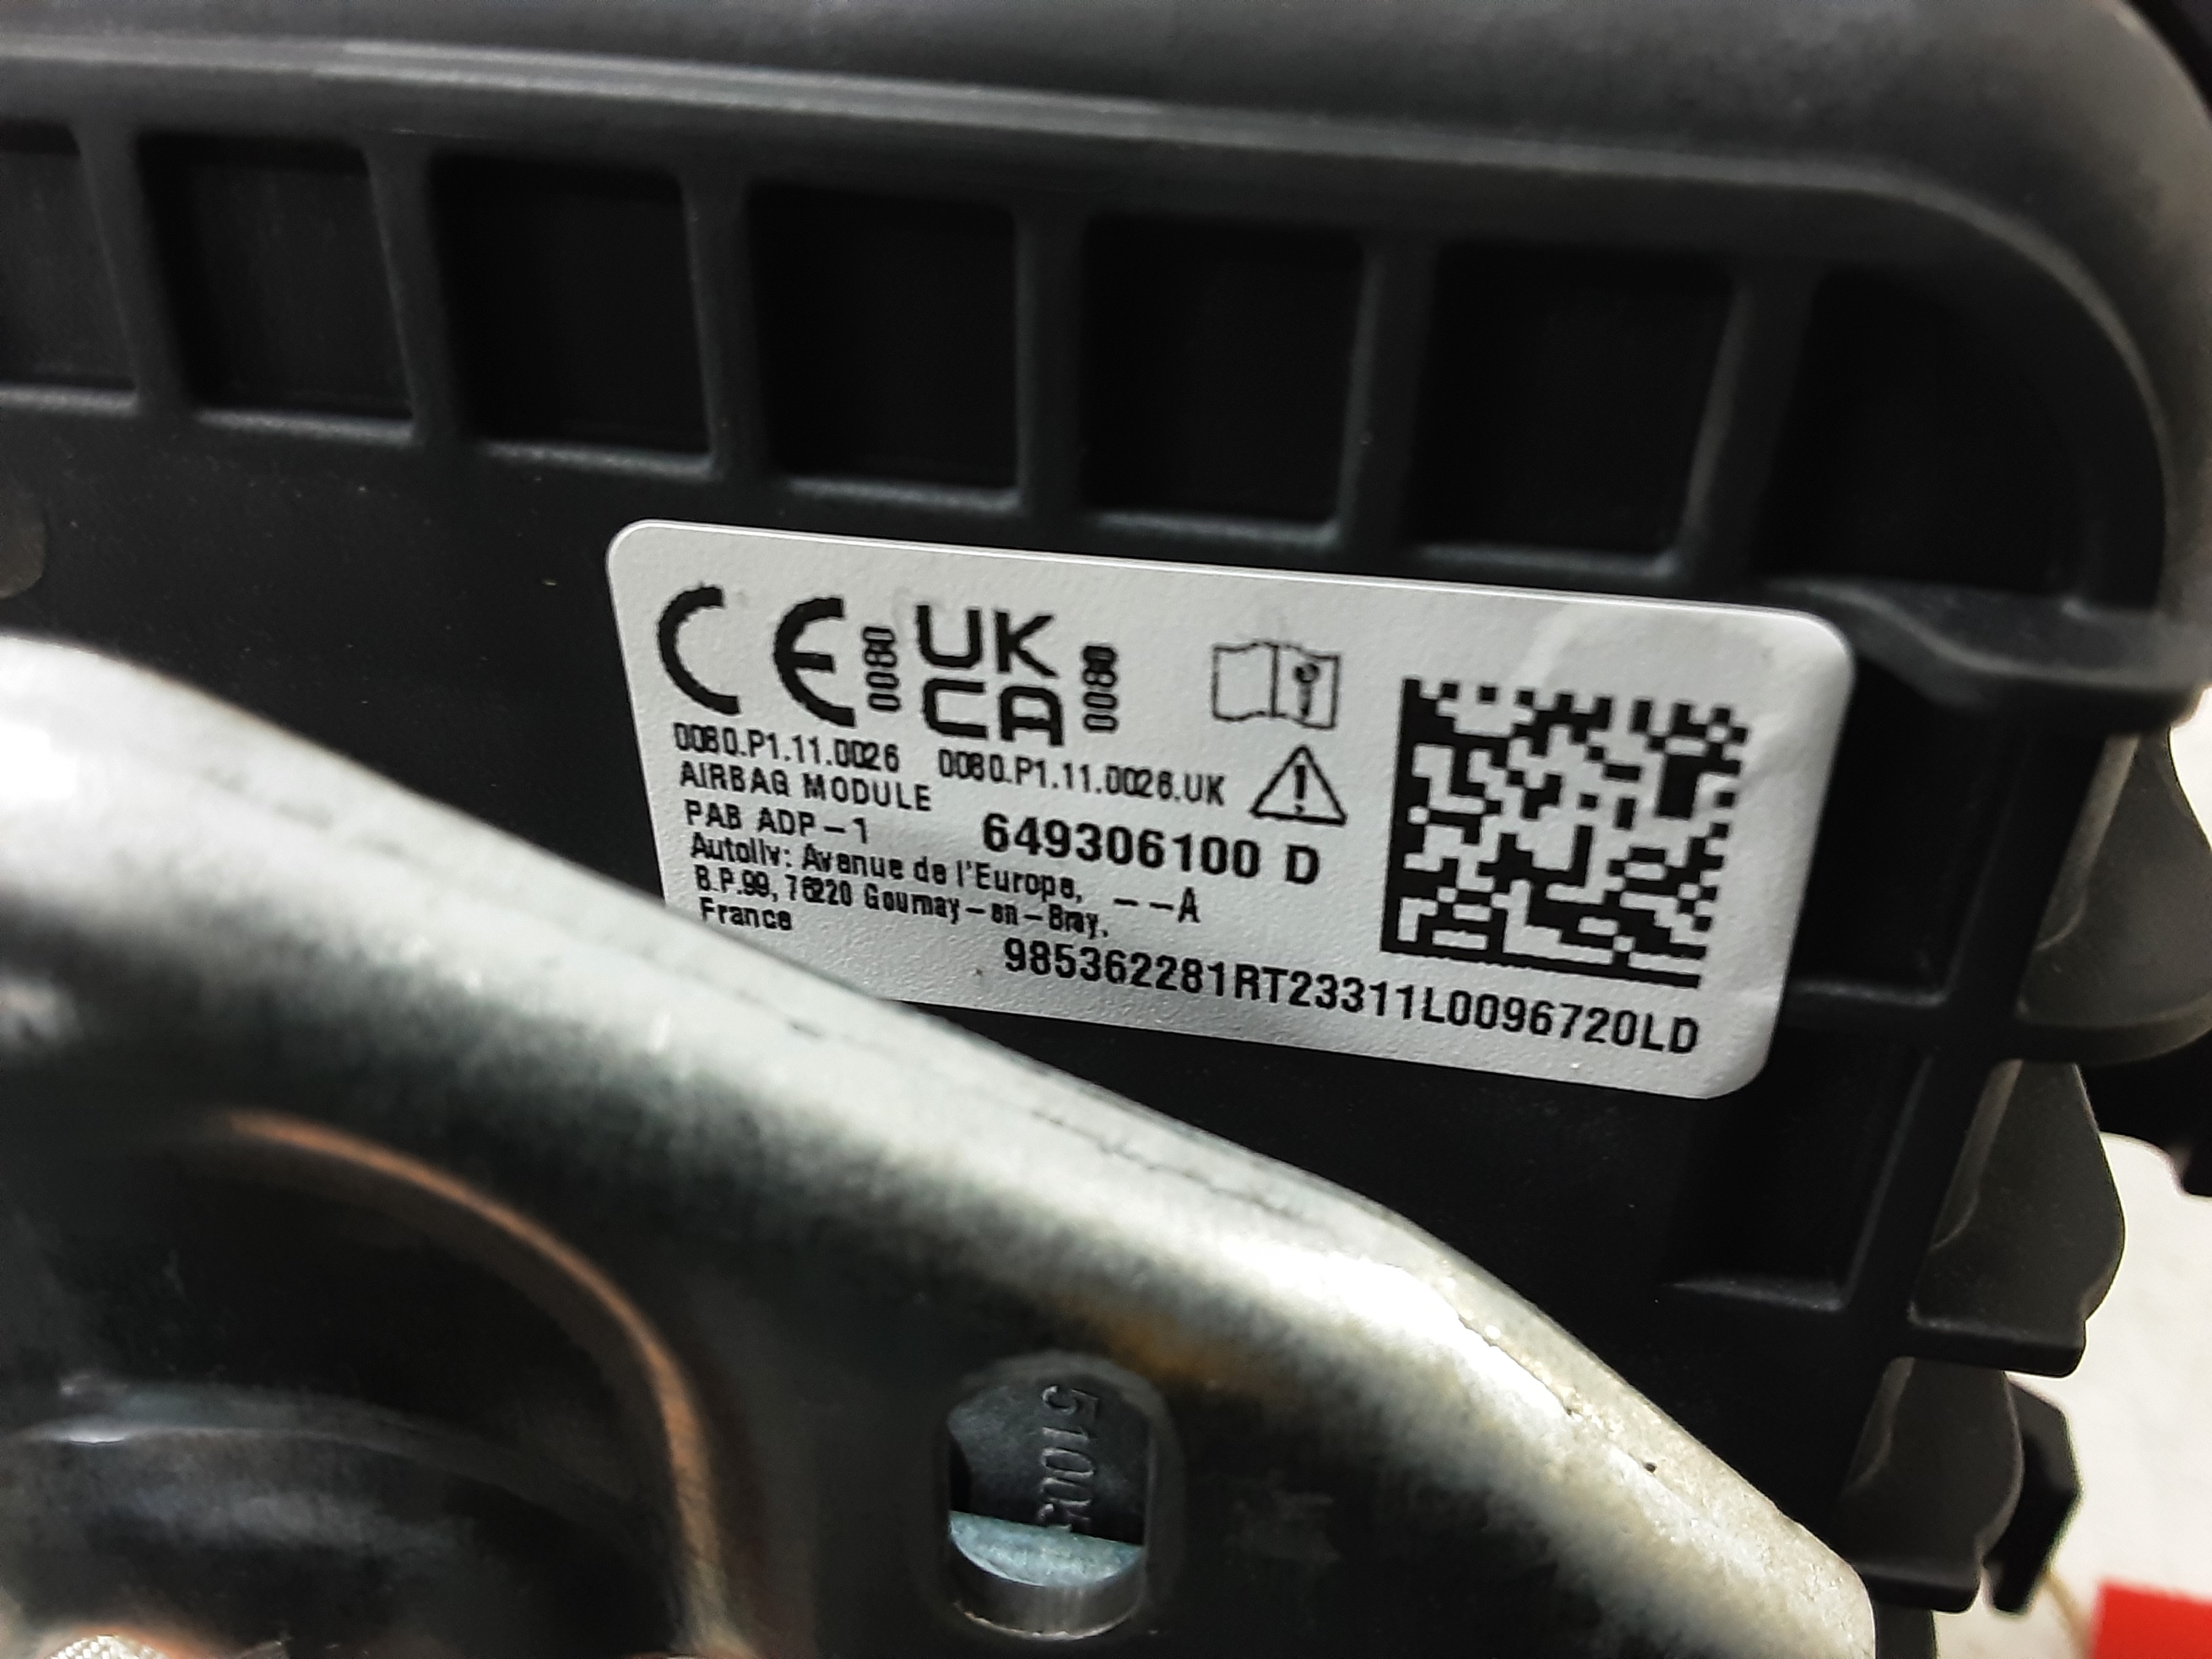 CE 0080 UK CA 0080
0080.P1.11.0026 0080.P1.11.0026.UK
AIRBAG MODULE
PAB ADP-1 649306100 D
Autoliv: Avenue de l'Europe, --A
B.P.99, 76220 Gournay-en-Bray,
France
985362281RT23311L0096720LD